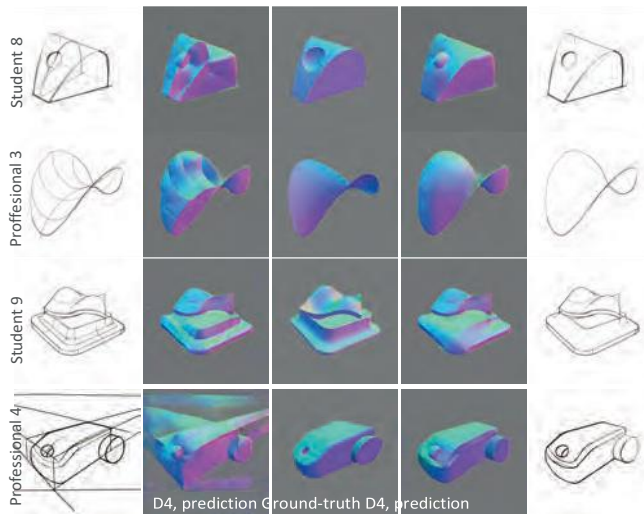 Student 8
Proffesional 3
Student 9
Professional 4
D4, prediction Ground-truth D4, prediction